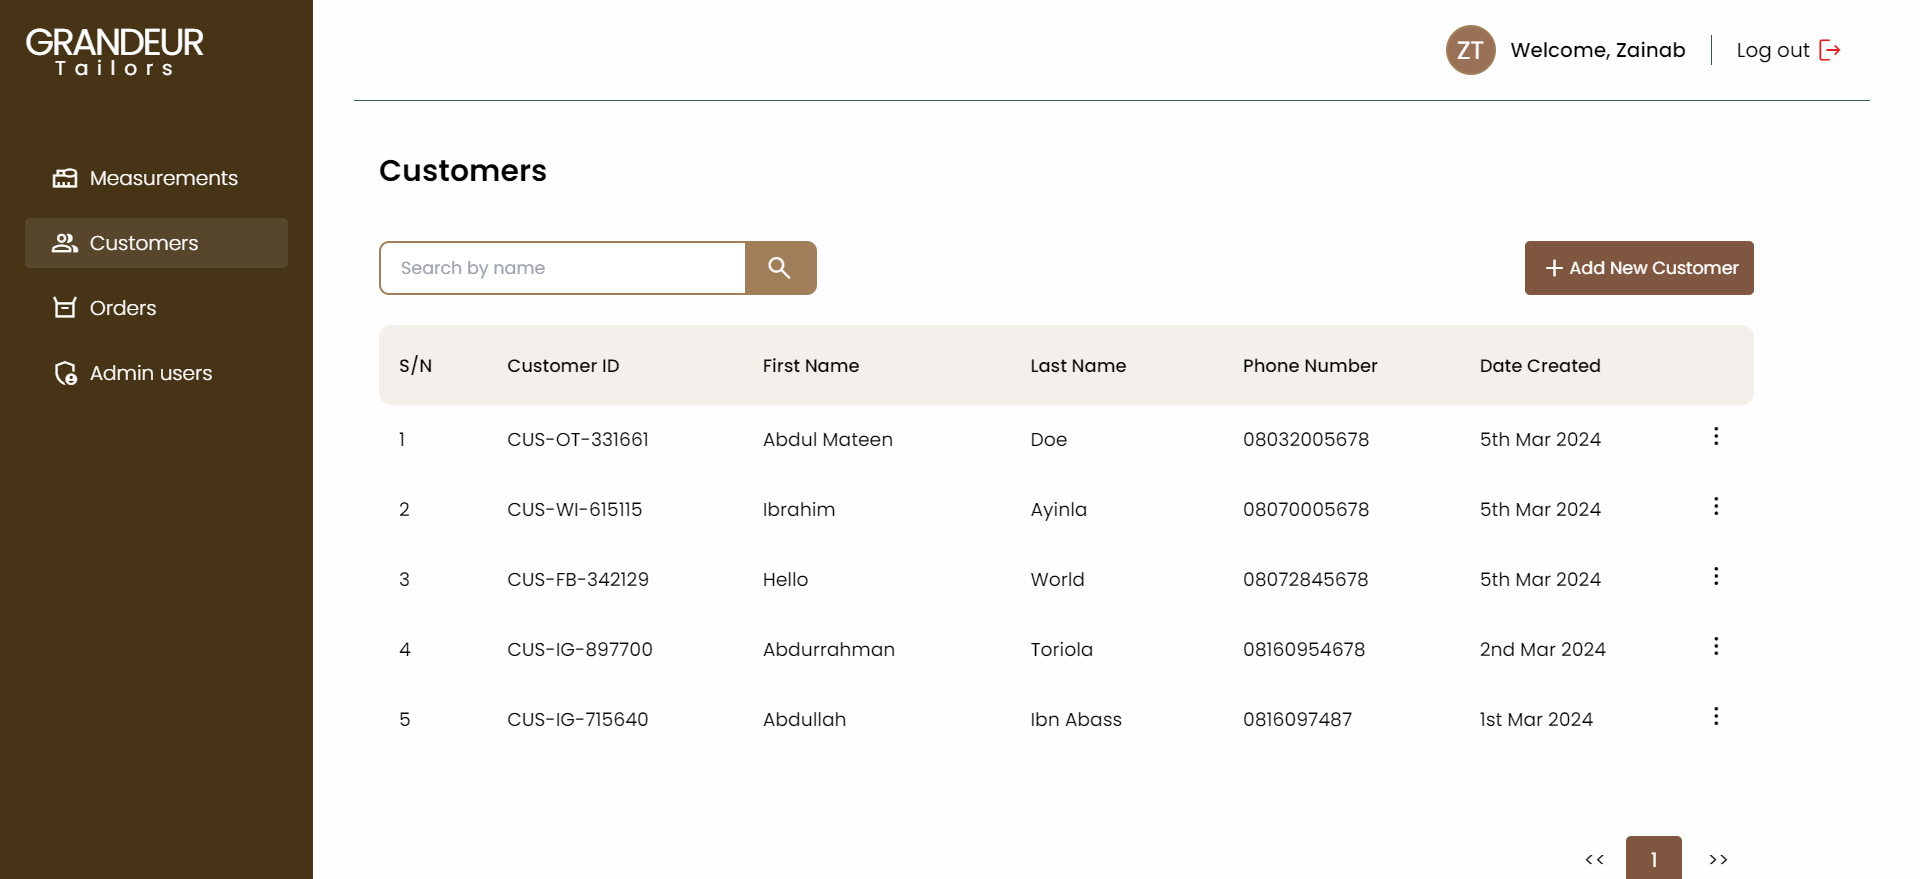 GRANDEUR
Tailors
ZT Welcome, Zainab Log out
Measurements
Customers
Orders
Admin users
Customers
Search by name
Add New Customer
S/N Customer ID First Name Last Name Phone Number Date Created
1 CUS-OT-331661 Abdul Mateen Doe 08032005678 5th Mar 2024
2 CUS-WI-615115 Ibrahim Ayinla 08070005678 5th Mar 2024
3 CUS-FB-342129 Hello World 08072845678 5th Mar 2024
4 CUS-IG-897700 Abdurrahman Toriola 08160954678 2nd Mar 2024
5 CUS-IG-715640 Abdullah Ibn Abass 0816097487 1st Mar 2024
<< 1 >>